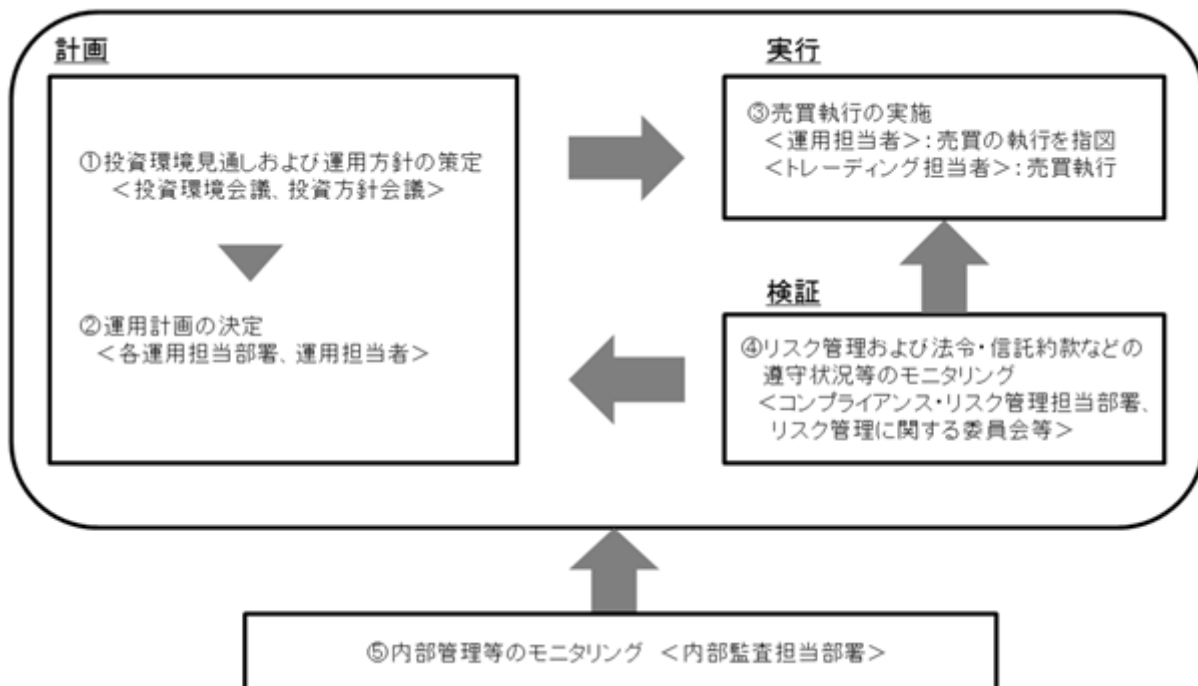 計画
①投資環境見通しおよび運用方針の策定
＜投資環境会議、投資方針会議＞
②運用計画の決定
＜各運用担当部署、運用担当者＞
実行
③売買執行の実施
＜運用担当者＞：売買の執行を指図
＜トレーディング担当者＞：売買執行
検証
④リスク管理および法令・信託約款などの
遵守状況等のモニタリング
＜コンプライアンス・リスク管理担当部署、
リスク管理に関する委員会等＞
⑤内部管理等のモニタリング ＜内部監査担当部署＞